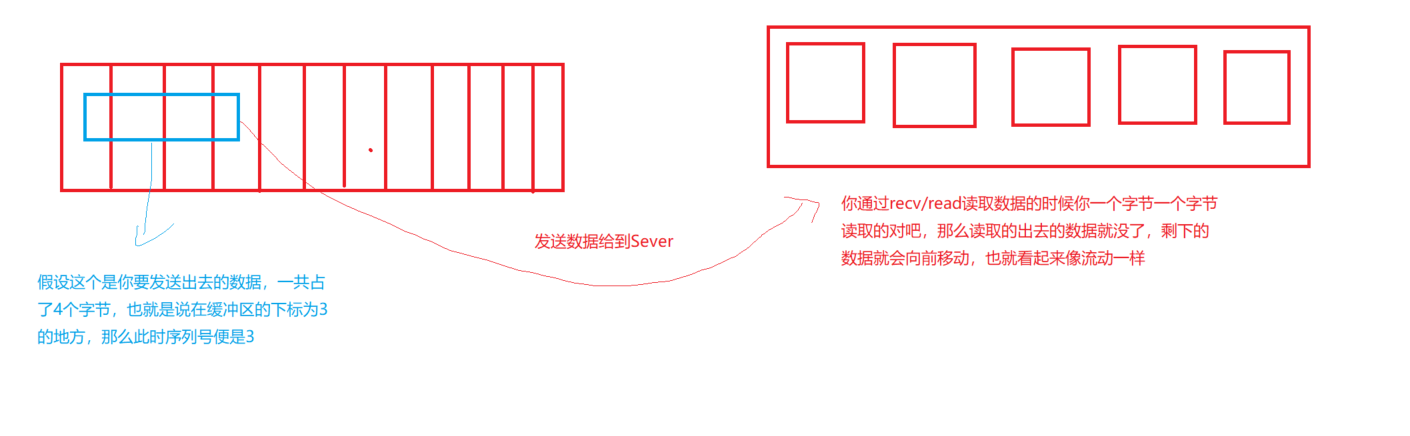 你通过recv/read读取数据的时候你一个字节一个字节
读取的对吧，那么读取的出去的数据就没了，剩下的
数据就会向前移动，也就看起来像流动一样
发送数据给到Sever
假设这个是你要发送出去的数据，一共占
了4个字节，也就是说在缓冲区的下标为3
的地方，那么此时序列号便是3